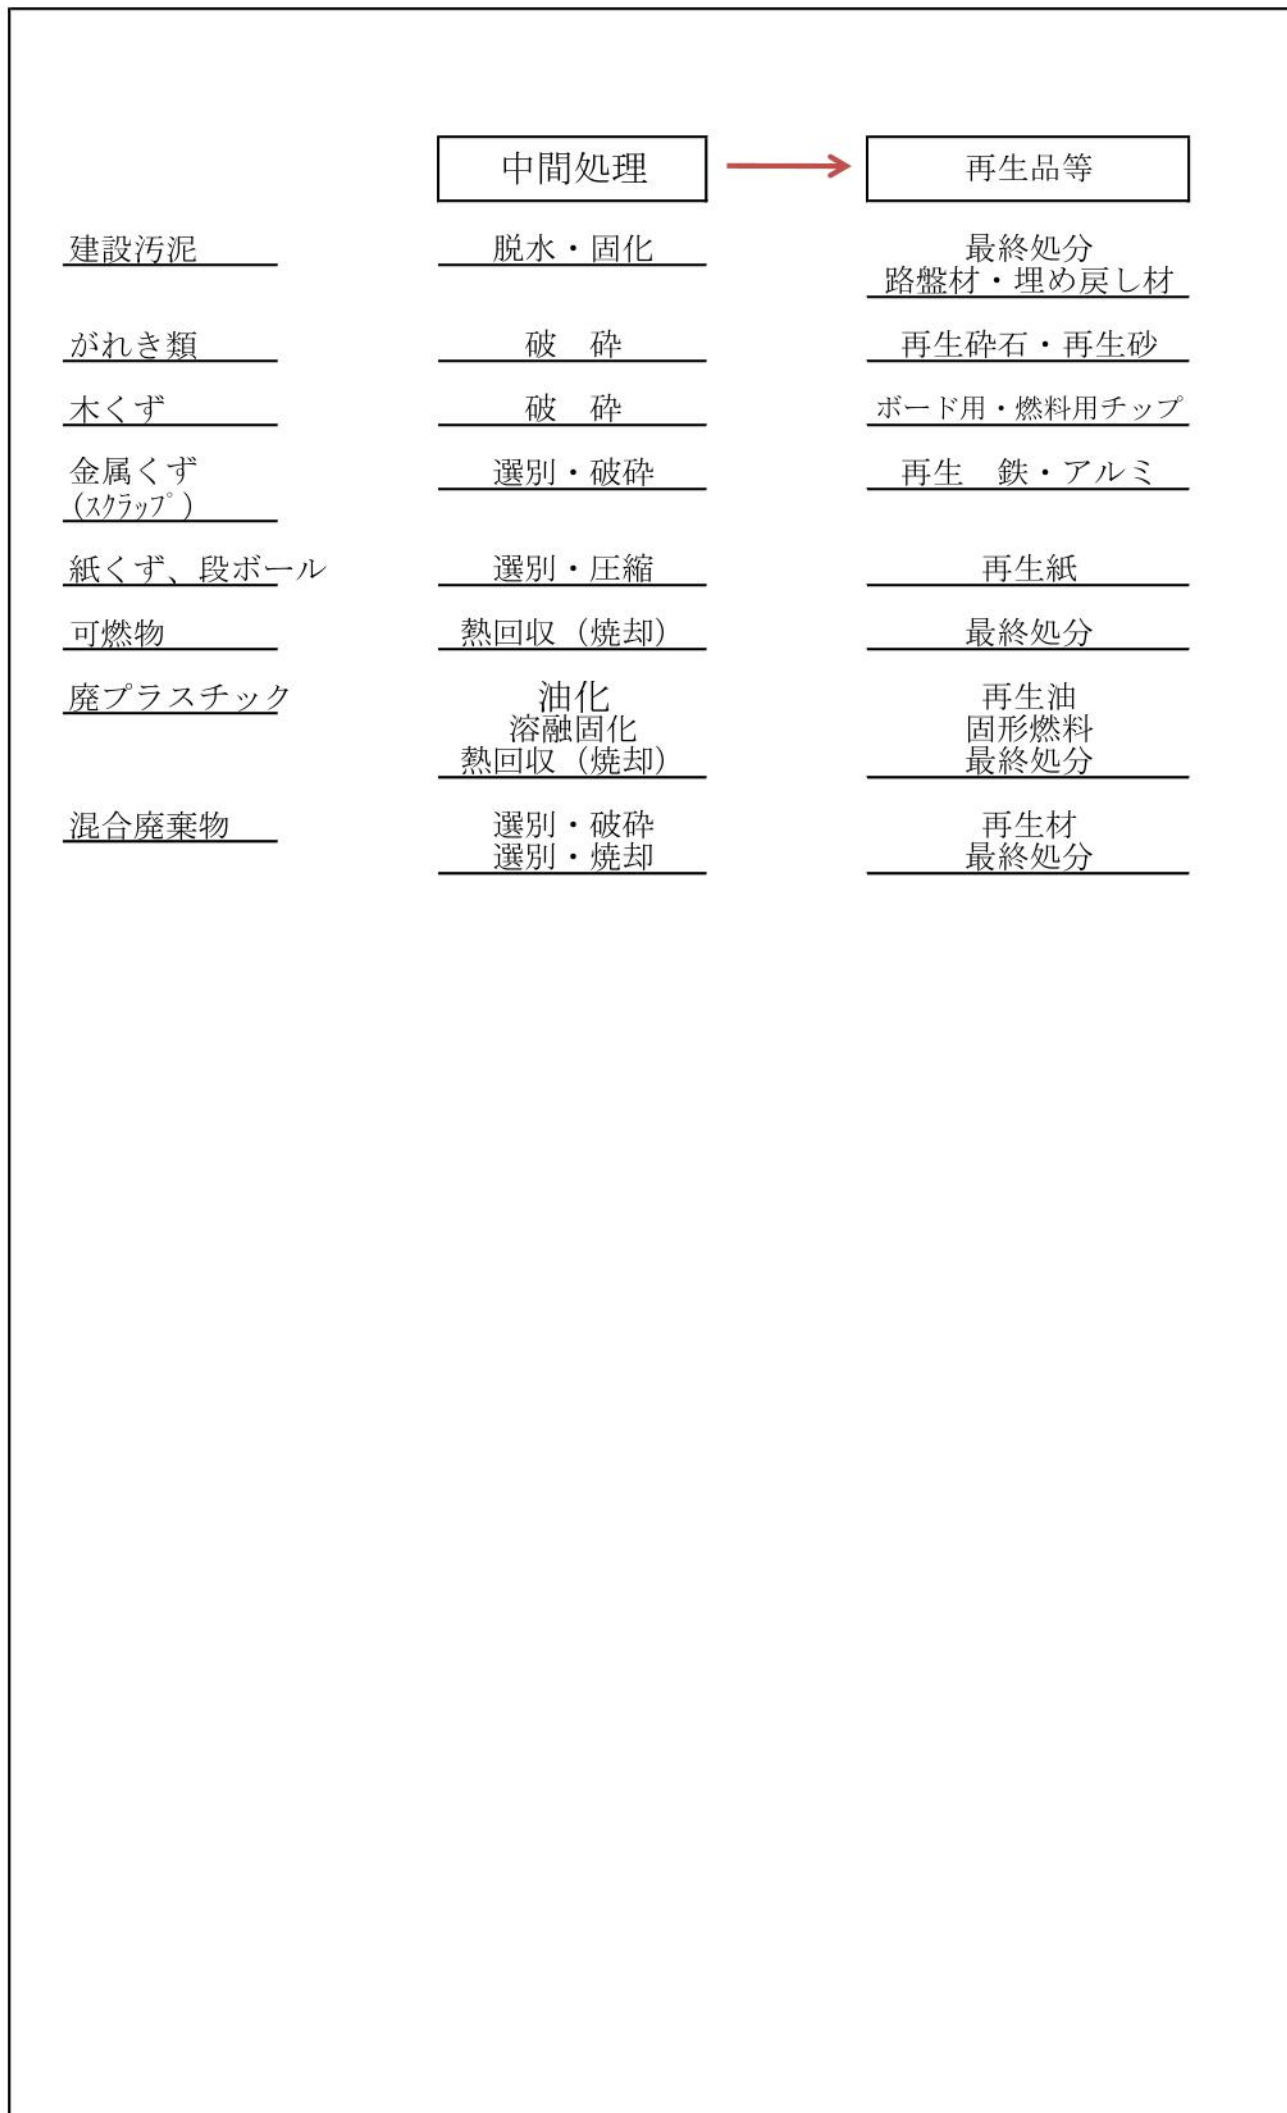 中間処理 再生品等
建設汚泥 脱水・固化 最終処分
路盤材・埋め戻し材
がれき類 破　砕 再生砕石・再生砂
木くず 破　砕 ボード用・燃料用チップ
金属くず 選別・破砕 再生　鉄・アルミ
(ｽｸﾗｯﾌﾟ)
紙くず、段ボール 選別・圧縮 再生紙
可燃物 熱回収（焼却） 最終処分
廃プラスチック 油化 再生油
溶融固化 固形燃料
熱回収（焼却） 最終処分
混合廃棄物 選別・破砕 再生材
選別・焼却 最終処分